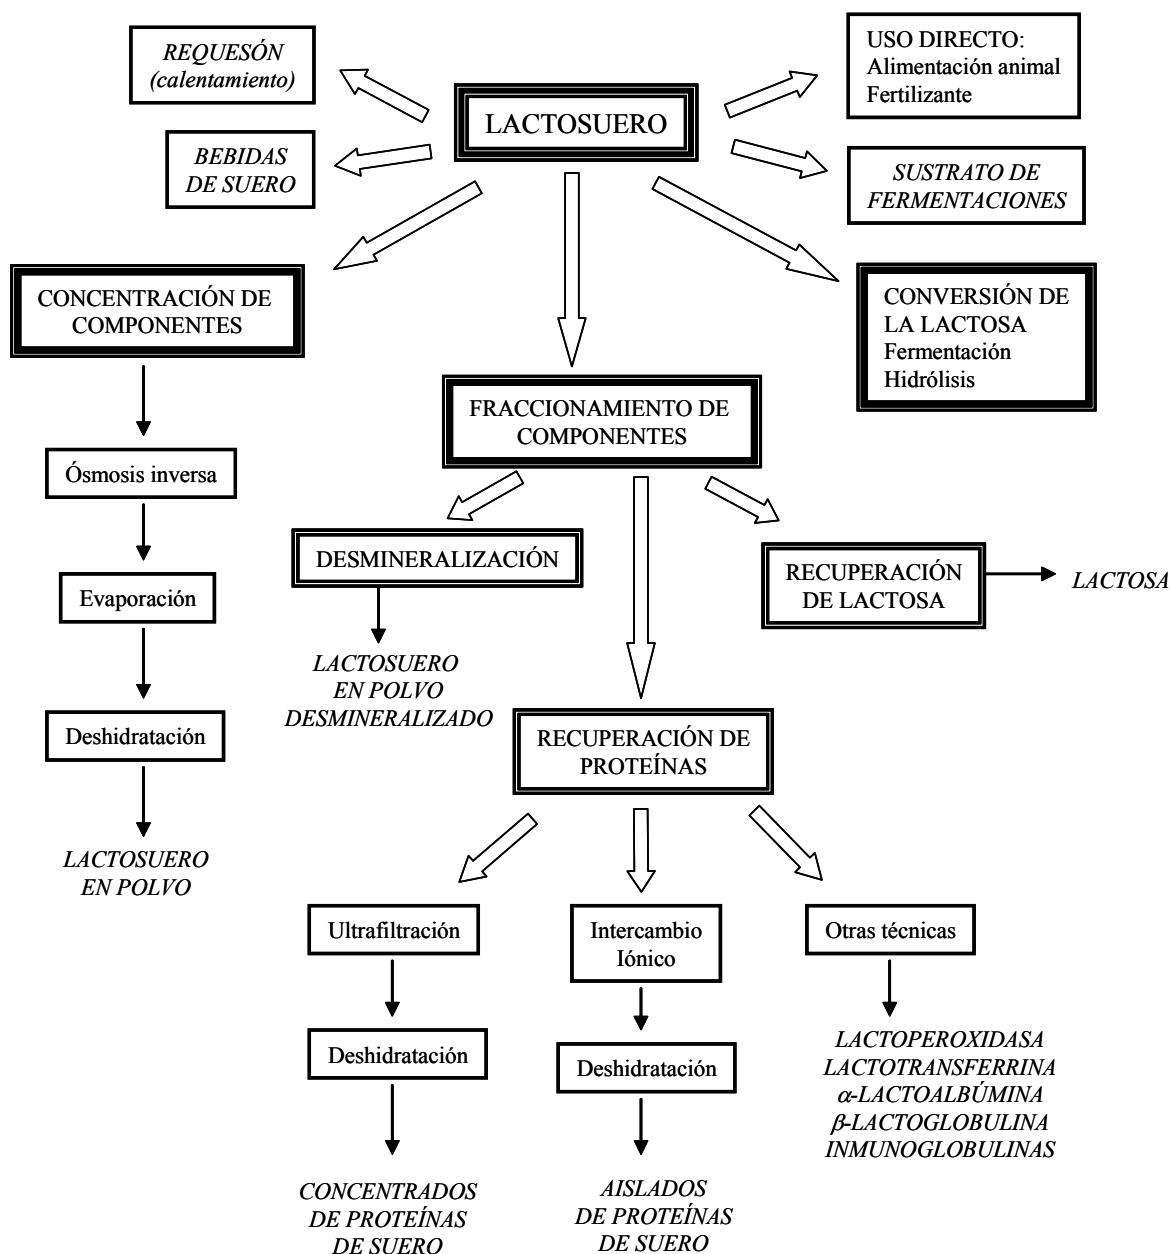 REQUESÓN
(calentamiento)
USO DIRECTO:
Alimentación animal
Fertilizante
LACTOSUERO
BEBIDAS
DE SUERO
SUSTRATO DE
FERMENTACIONES
CONCENTRACIÓN DE
COMPONENTES
CONVERSIÓN DE
LA LACTOSA
Fermentación
Hidrólisis
FRACCIONAMIENTO DE
COMPONENTES
Ósmosis inversa
Evaporación
Deshidratación
LACTOSUERO
EN POLVO
DESMINERALIZACIÓN
LACTOSUERO
EN POLVO
DESMINERALIZADO
RECUPERACIÓN
DE LACTOSA
LACTOSA
RECUPERACIÓN DE
PROTEÍNAS
Ultrafiltración
Deshidratación
CONCENTRADOS
DE PROTEÍNAS
DE SUERO
Intercambio
Iónico
Deshidratación
AISLADOS
DE PROTEÍNAS
DE SUERO
Otras técnicas
LACTOPEROXIDASA
LACTOTRANSFERRINA
α-LACTOALBÚMINA
β-LACTOGLOBULINA
INMUNOGLOBULINAS